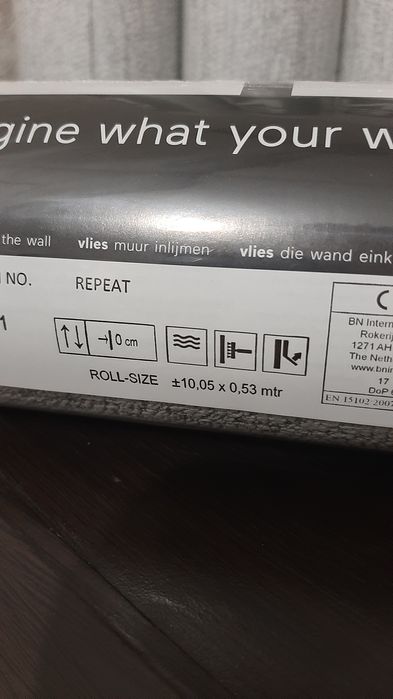 gine what your w
the wall vlies muur inlijmen vlies die wand eink
NO. REPEAT
1
0 cm
ROLL-SIZE ±10,05 x 0,53 mtr
C
BN Intern
Rokerij
1271 AH
The Neth
www.bnin
17
DoP
EN 15102:2007